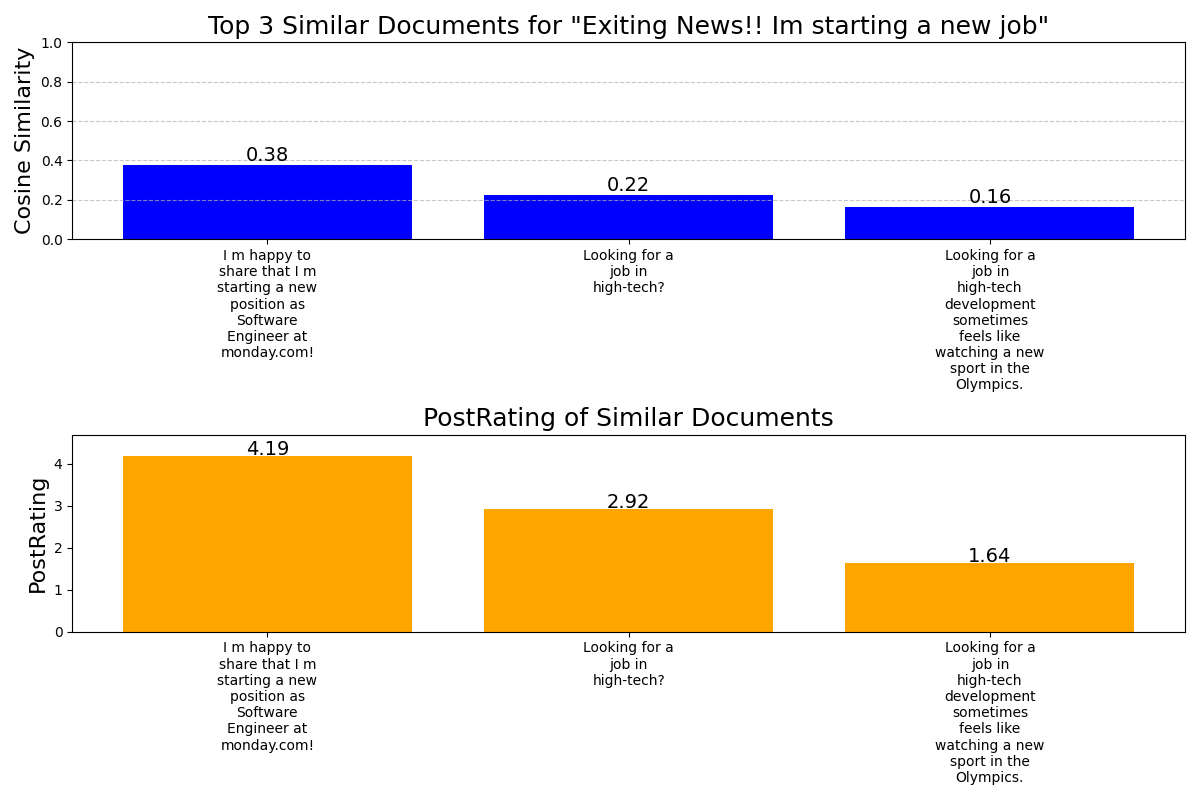 Top 3 Similar Documents for "Exiting News!! Im starting a new job"
Cosine Similarity
1.0
0.8
0.6
0.4
0.2
0.0
0.38
0.22
0.16
I m happy to
share that I m
starting a new
position as
Software
Engineer at
monday.com!
Looking for a
job in
high-tech?
Looking for a
job in
high-tech
development
sometimes
feels like
watching a new
sport in the
Olympics.
PostRating of Similar Documents
PostRating
4
3
2
1
0
4.19
2.92
1.64
I m happy to
share that I m
starting a new
position as
Software
Engineer at
monday.com!
Looking for a
job in
high-tech?
Looking for a
job in
high-tech
development
sometimes
feels like
watching a new
sport in the
Olympics.